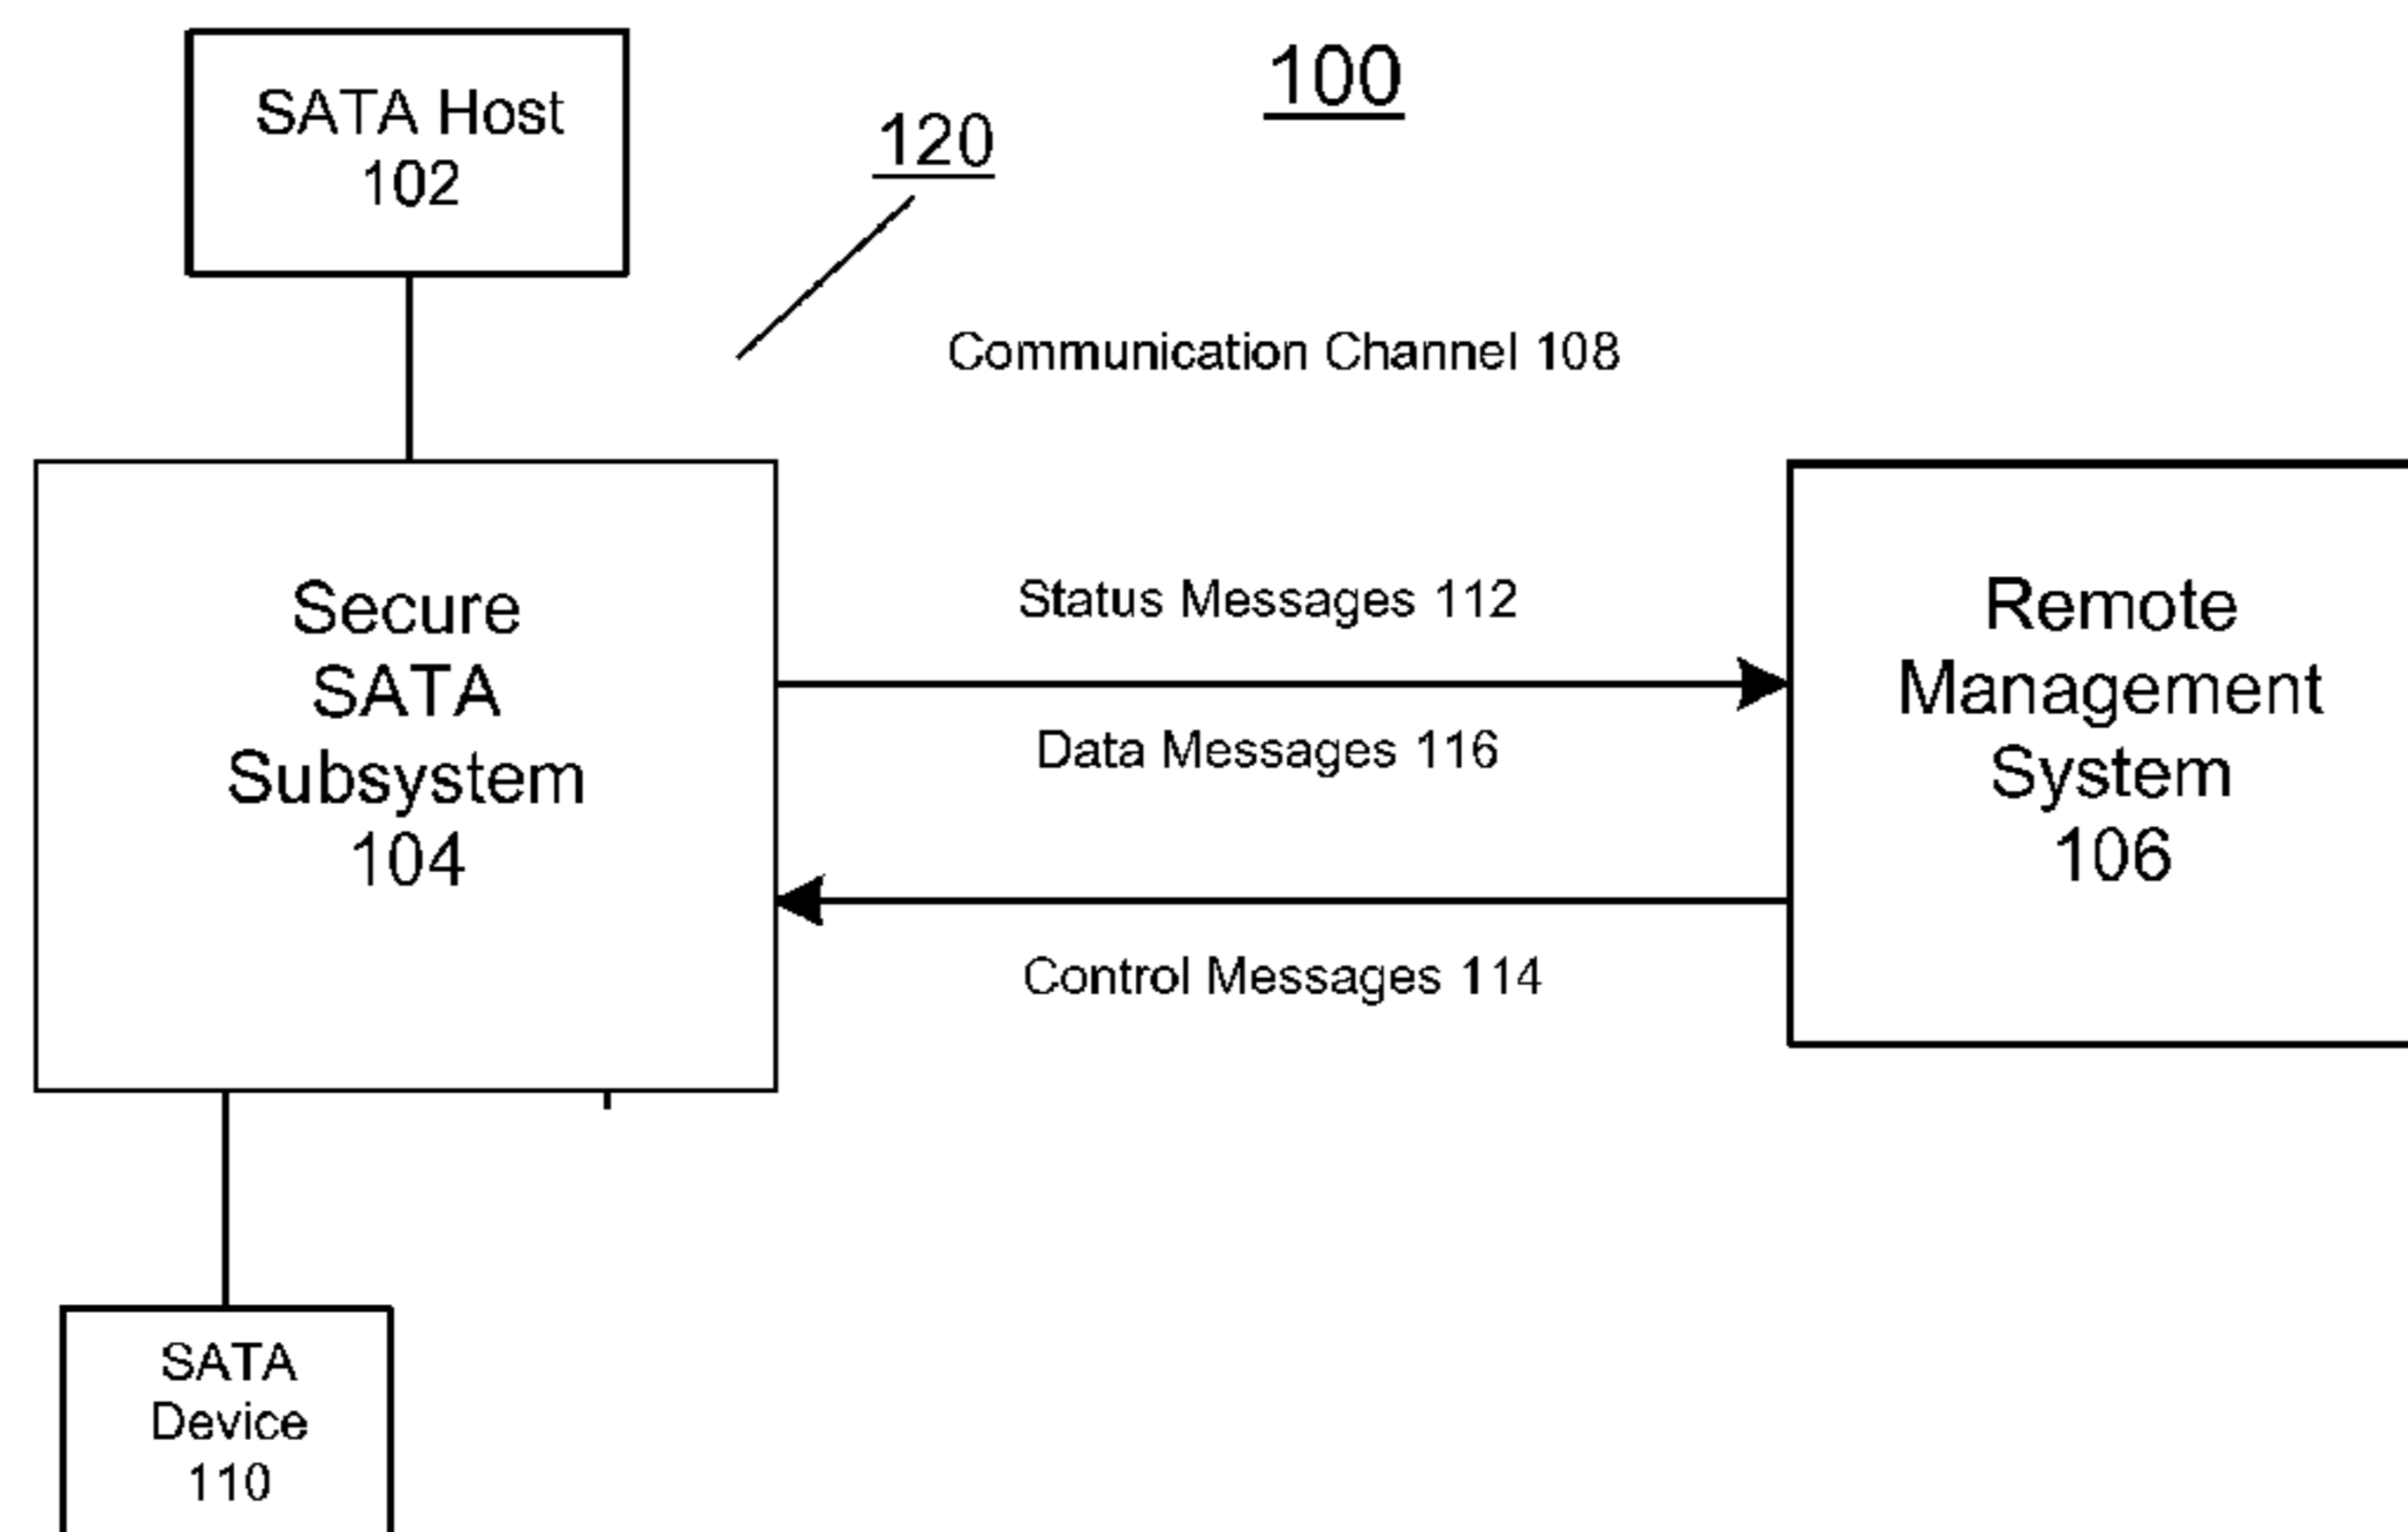 SATA Host
102
100
120
Communication Channel 108
Secure
SATA
Subsystem
104
Status Messages 112
Data Messages 116
Control Messages 114
Remote
Management
System
106
SATA
Device
110